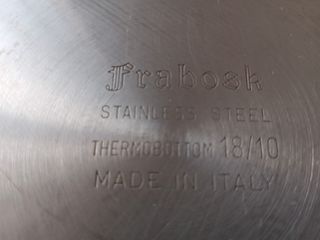 Frabosk
STAINLESS STEEL
THERMOBOTTOM 18/10
MADE IN ITALY